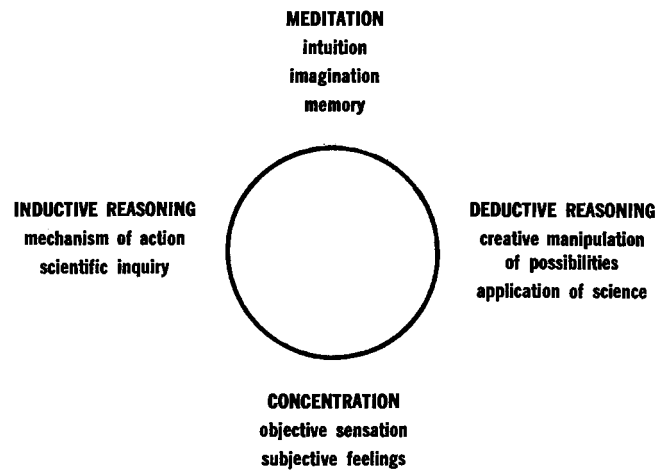 MEDITATION
intuition
imagination
memory
INDUCTIVE REASONING
mechanism of action
scientific inquiry
DEDUCTIVE REASONING
creative manipulation
of possibilities
application of science
CONCENTRATION
objective sensation
subjective feelings